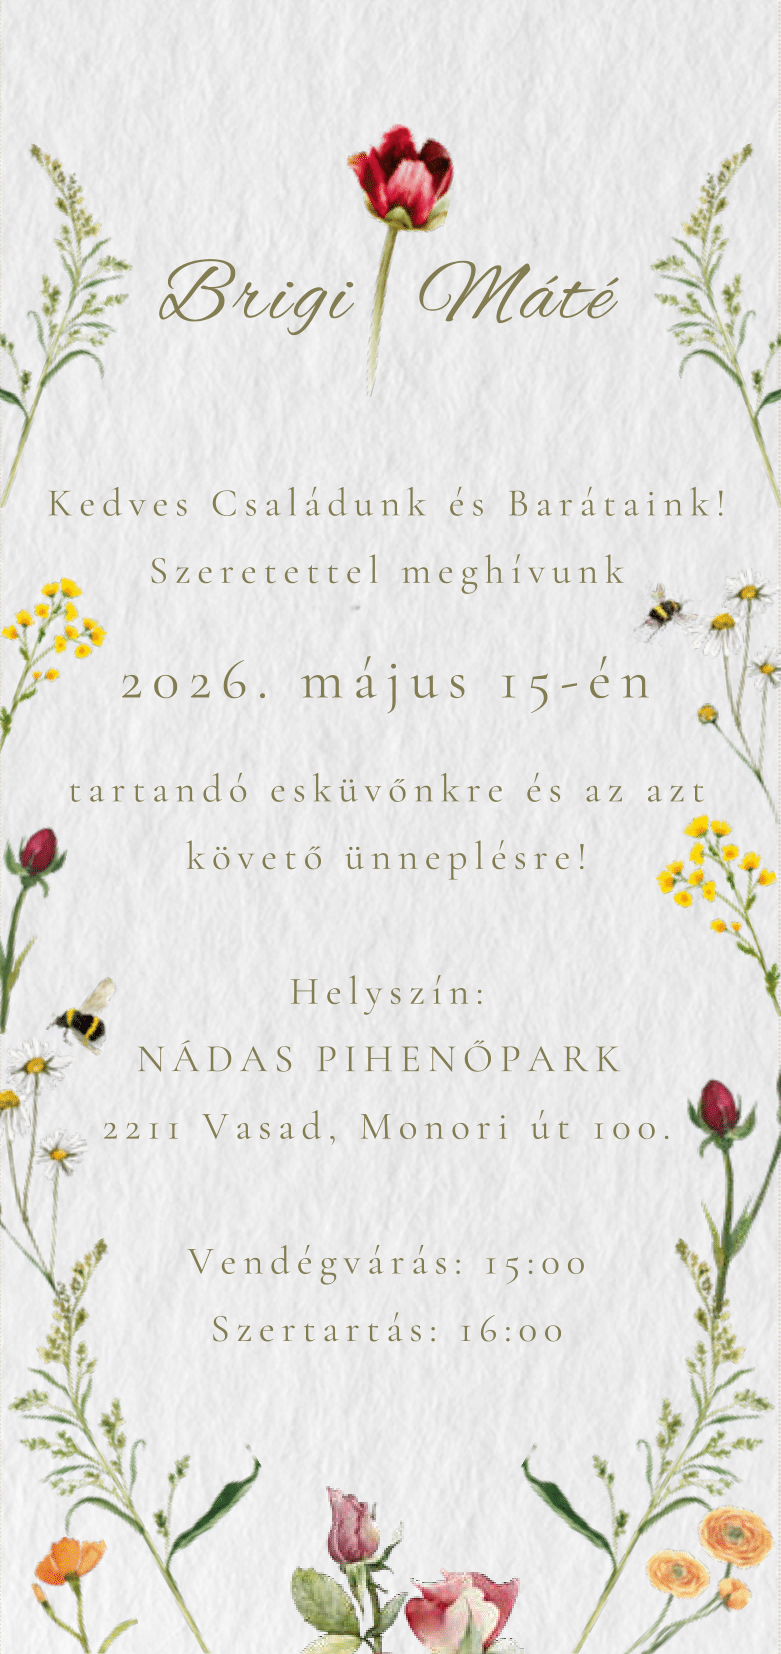 Brigi Máté
Kedves Családunk és Barátaink!
Szeretettel meghívunk
2026. május 15-én
tartandó esküvőnkre és az azt
követő ünneplésre!
Helyszín:
NÁDAS PIHENŐPARK
2211 Vasad, Monori út 100.
Vendégvárás: 15:00
Szertartás: 16:00